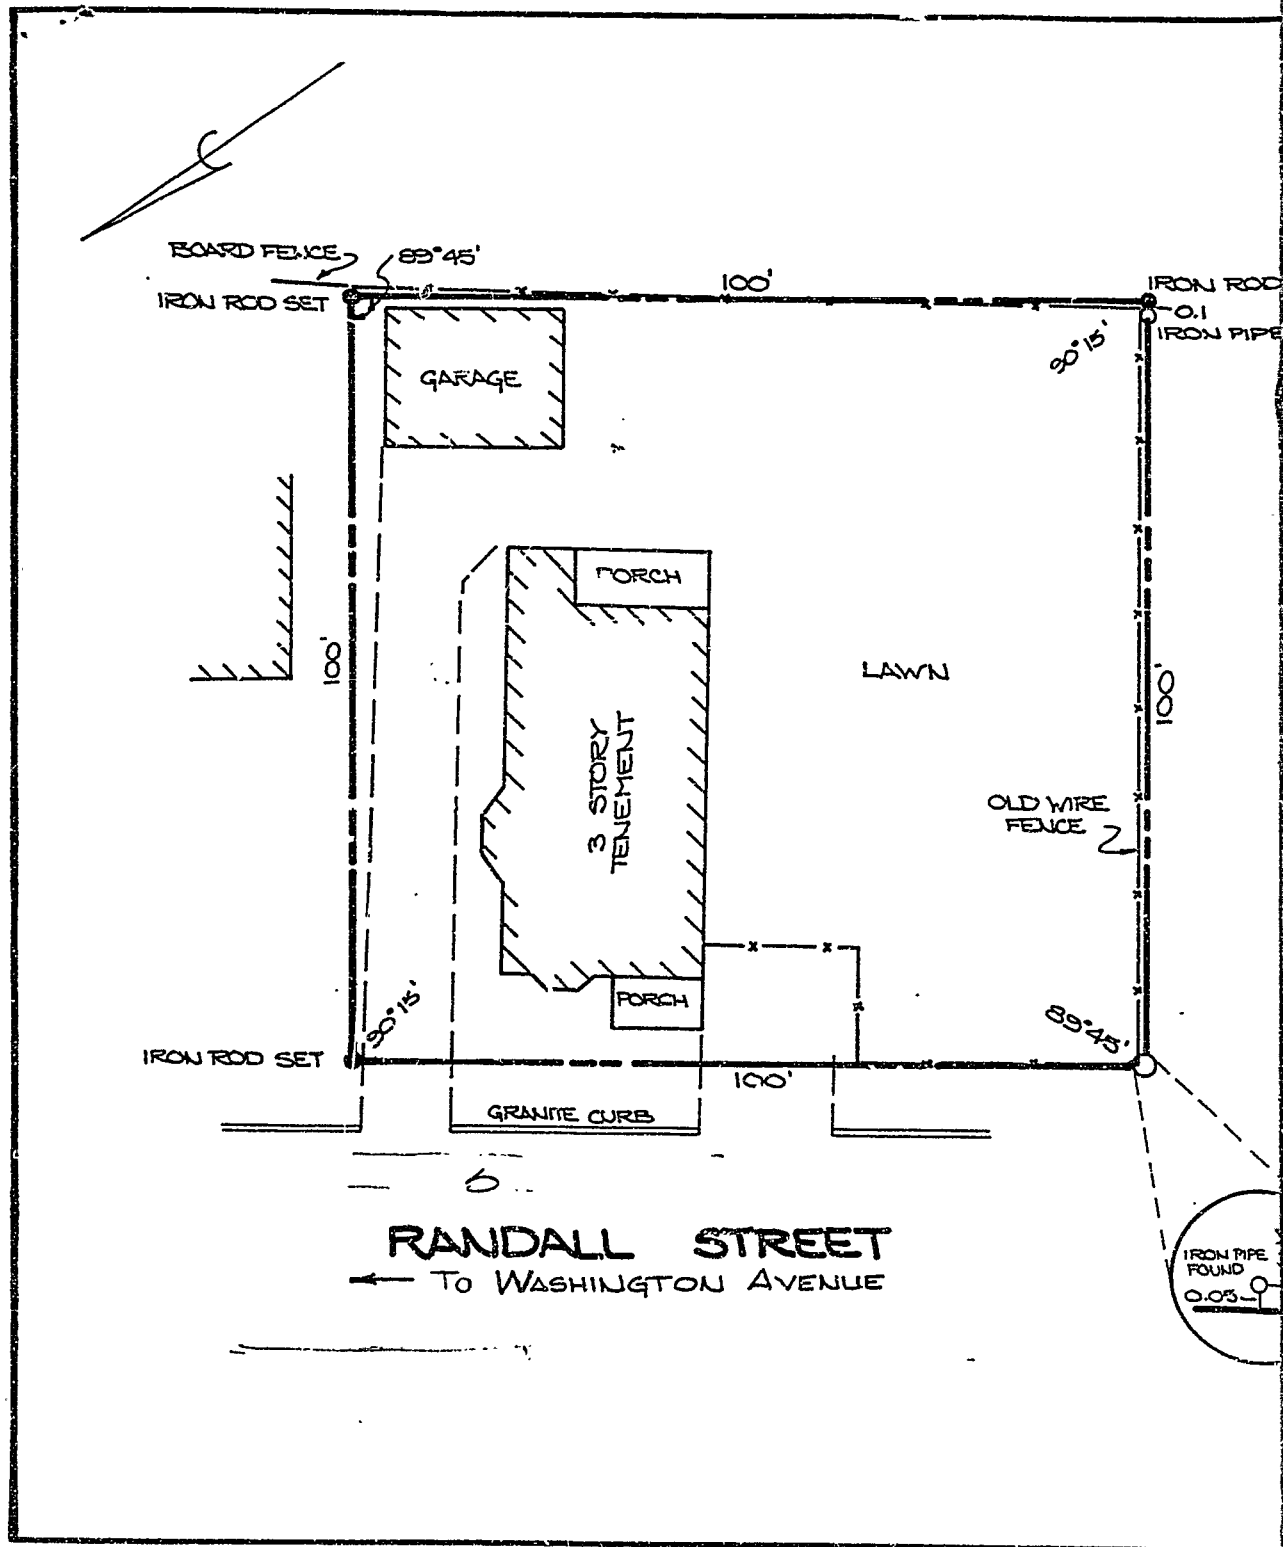 BOARD FENCE
89°45'
100'
IRON ROD SET
IRON ROD
0.1
IRON PIPE
90°15'
GARAGE
PORCH
100'
LAWN
100'
3 STORY
TENEMENT
OLD WIRE
FENCE
PORCH
90°15'
89°45'
IRON ROD SET
100'
GRANITE CURB
RANDALL STREET
TO WASHINGTON AVENUE
IRON PIPE
FOUND
0.05